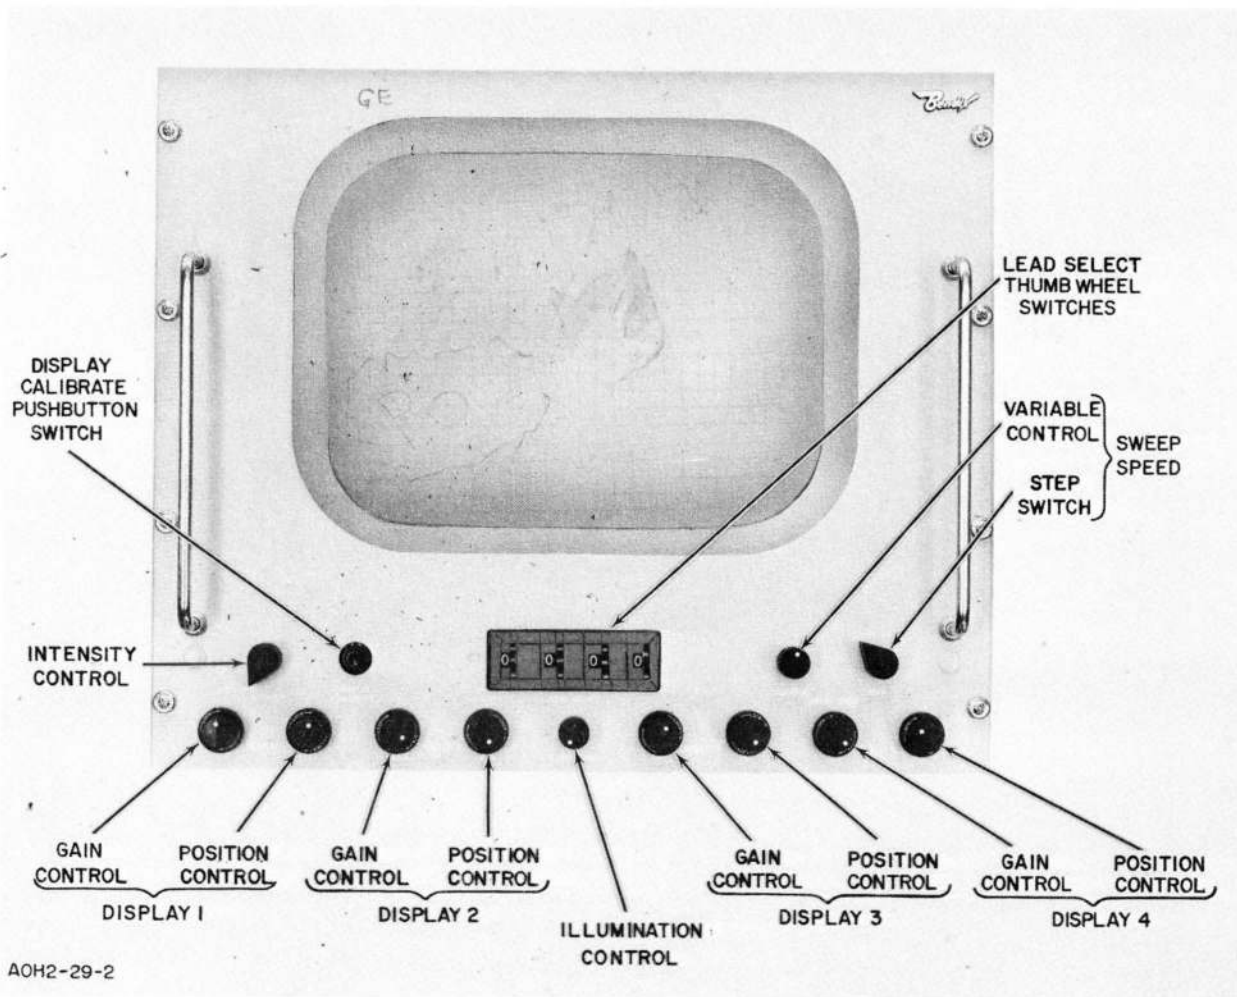 GE
Bendix
LEAD SELECT
THUMB WHEEL
SWITCHES
DISPLAY
CALIBRATE
PUSHBUTTON
SWITCH
VARIABLE
CONTROL
SWEEP
SPEED
STEP
SWITCH
INTENSITY
CONTROL
0 0 0 0
GAIN
CONTROL
POSITION
CONTROL
DISPLAY 1
GAIN
CONTROL
POSITION
CONTROL
DISPLAY 2
ILLUMINATION
CONTROL
GAIN
CONTROL
POSITION
CONTROL
DISPLAY 3
GAIN
CONTROL
POSITION
CONTROL
DISPLAY 4
AOH2-29-2